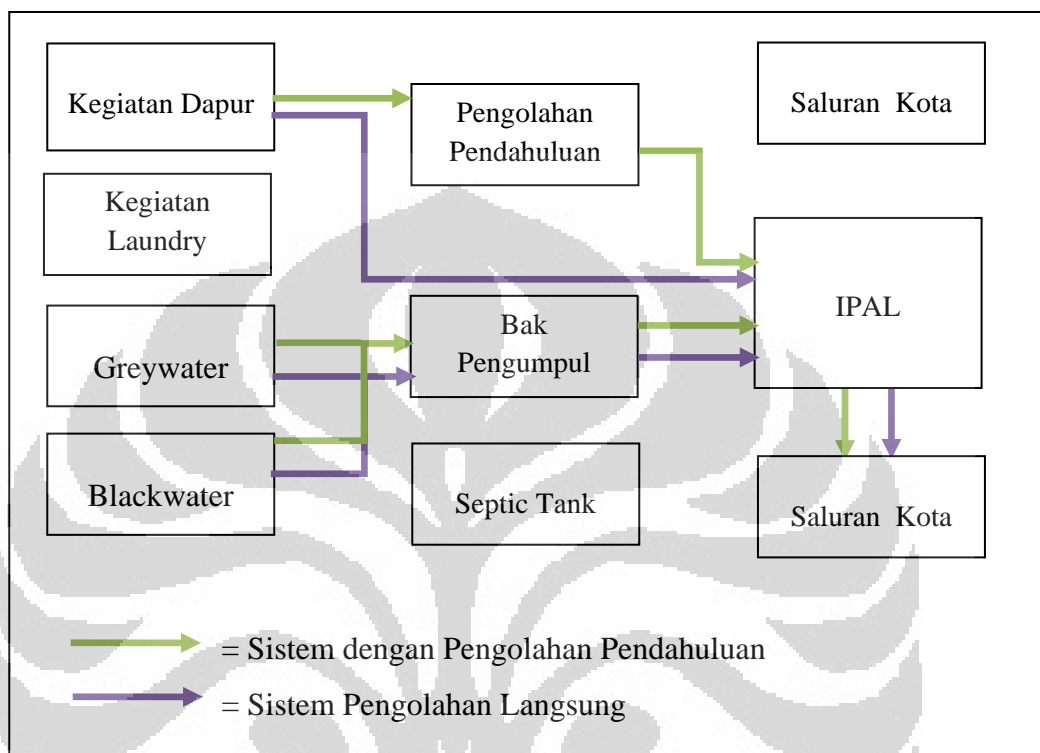 Kegiatan Dapur
Pengolahan
Pendahuluan
Saluran Kota
Kegiatan
Laundry
Greywater
Bak
Pengumpul
IPAL
Blackwater
Septic Tank
Saluran Kota
= Sistem dengan Pengolahan Pendahuluan
= Sistem Pengolahan Langsung